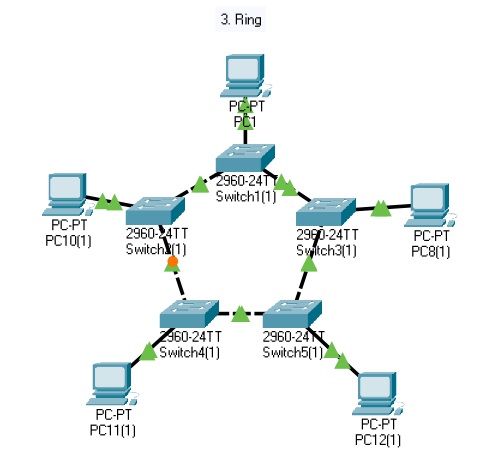 3. Ring
PC-PT
PC1
2960-24TT
Switch1(1)
PC-PT
PC10(1)
2960-24TT
Switch2(1)
2960-24TT
Switch3(1)
PC-PT
PC8(1)
2960-24TT
Switch4(1)
2960-24TT
Switch5(1)
PC-PT
PC11(1)
PC-PT
PC12(1)